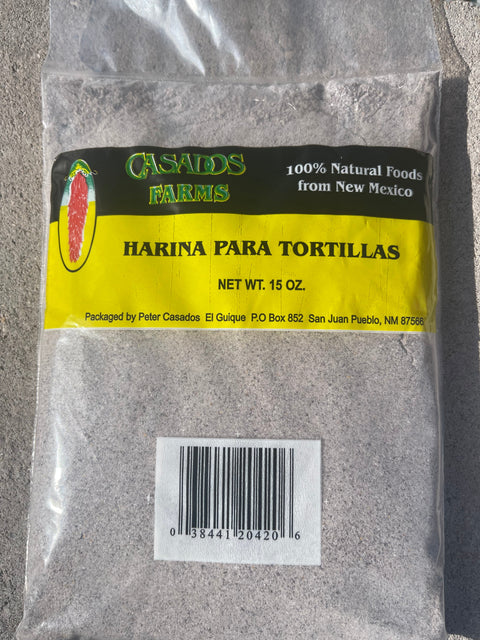 CASADOS
FARMS
100% Natural Foods
from New Mexico
HARINA PARA TORTILLAS
NET WT. 15 OZ.
Packaged by Peter Casados El Guique P.O Box 852 San Juan Pueblo, NM 87566
0 38441 20420 6